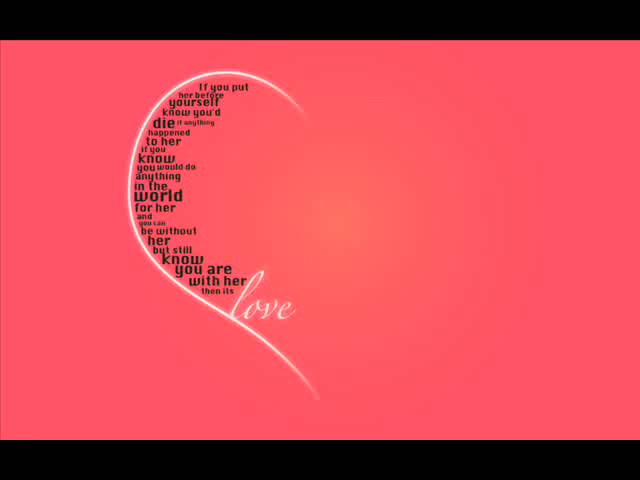 If you put
her before
yourself
know you'd
die if anything
happened
to her
if you
know
you would do
anything
in the
world
for her
and
you can
be without
her
but still
know
you are
with her
then its
love